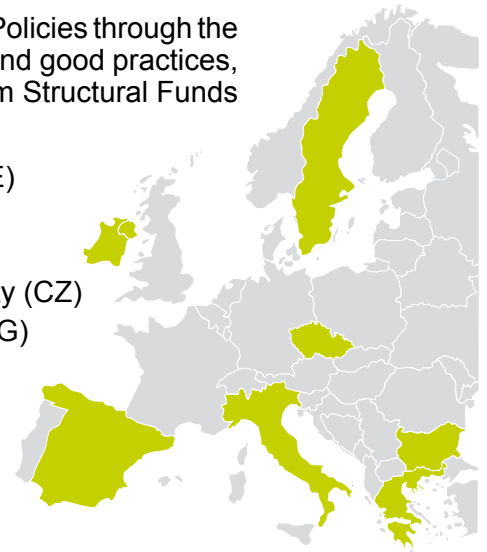 Policies through the
nd good practices,
m Structural Funds
E)
y (CZ)
G)